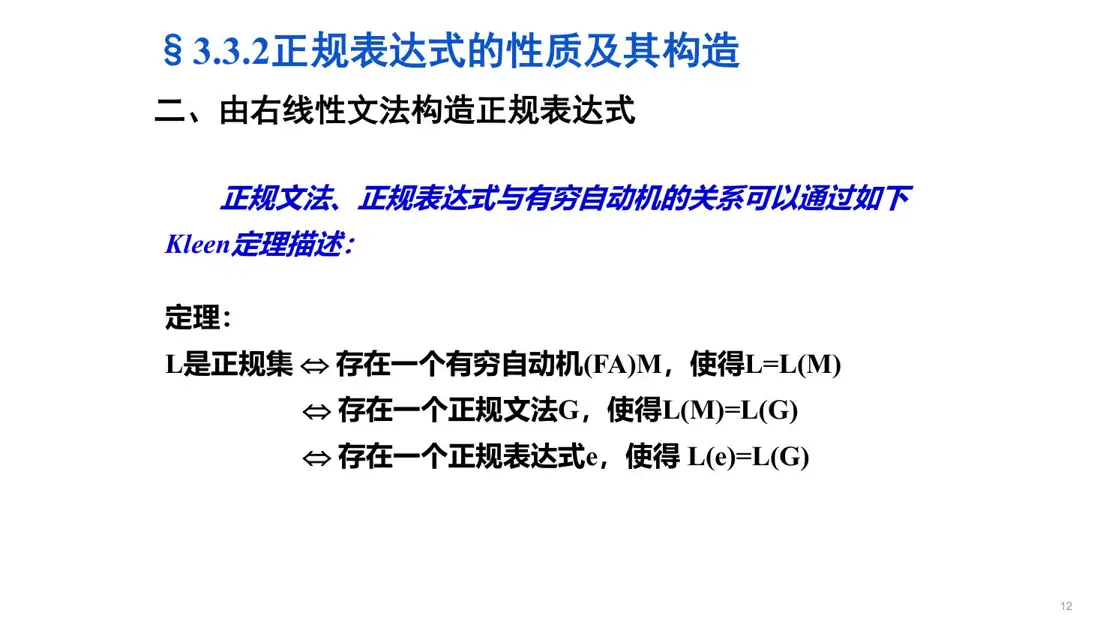 §3.3.2正规表达式的性质及其构造
二、由右线性文法构造正规表达式
正规文法、正规表达式与有穷自动机的关系可以通过如下
Kleen定理描述：
定理：
L是正规集 ⇔ 存在一个有穷自动机(FA)M，使得L=L(M)
⇔ 存在一个正规文法G，使得L(M)=L(G)
⇔ 存在一个正规表达式e，使得 L(e)=L(G)
12